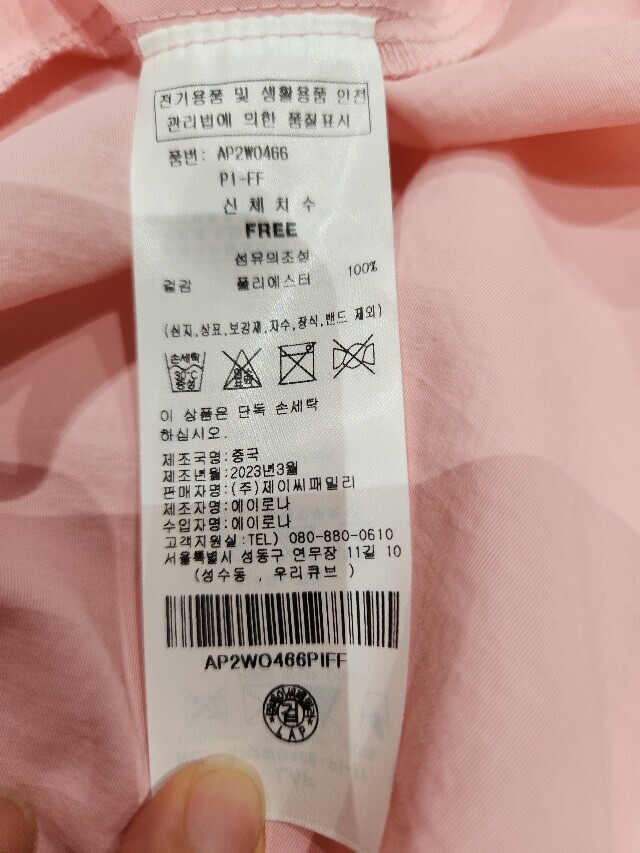 전기용품 및 생활용품 안전
관리법에 의한 품질표시
품번: AP2WO466
PI-FF
신 체 치 수
FREE
섬유의조성
겉감 폴리에스터 100%
(심지,상표,보강재,자수,장식,밴드 제외)
손세탁
이 상품은 단독 손세탁
하십시오.
제조국명:중국
제조년월:2023년3월
판매자명:(주)제이씨패밀리
제조자명:에이로나
수입자명:에이로나
고객지원실:TEL) 080-880-0610
서울특별시 성동구 연무장 11길 10
(성수동 , 우리큐브 )
AP2WO466PIFF
검
LAP